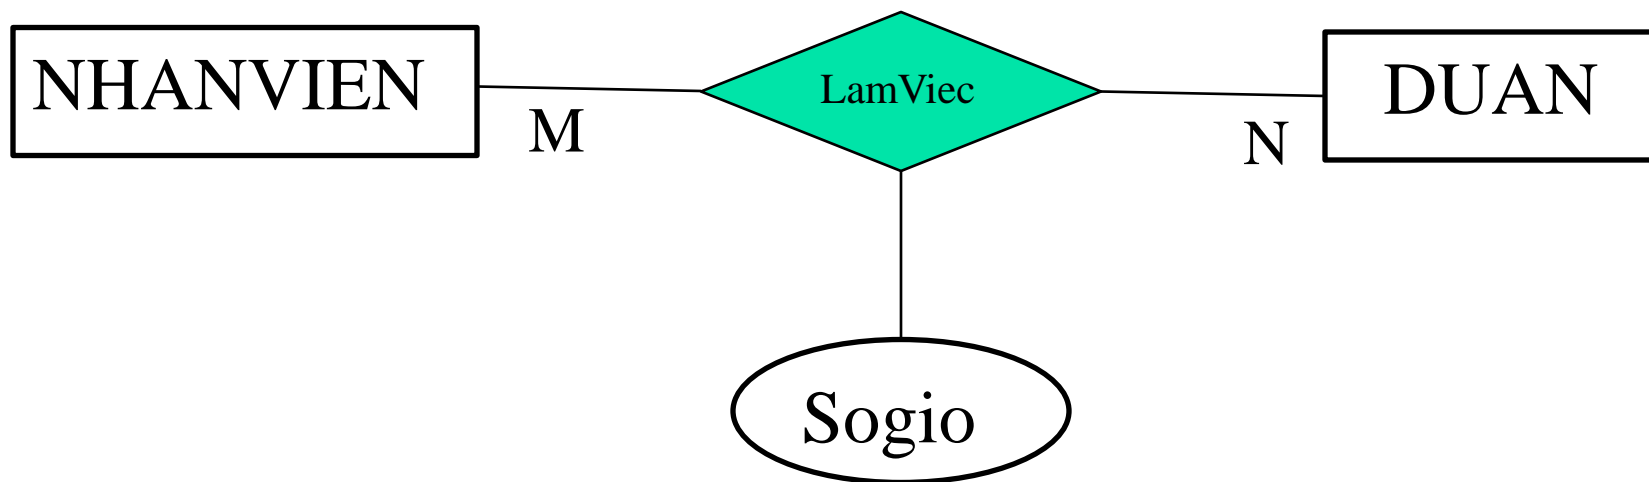 NHANVIEN
LamViec
DUAN
M
N
Sogio